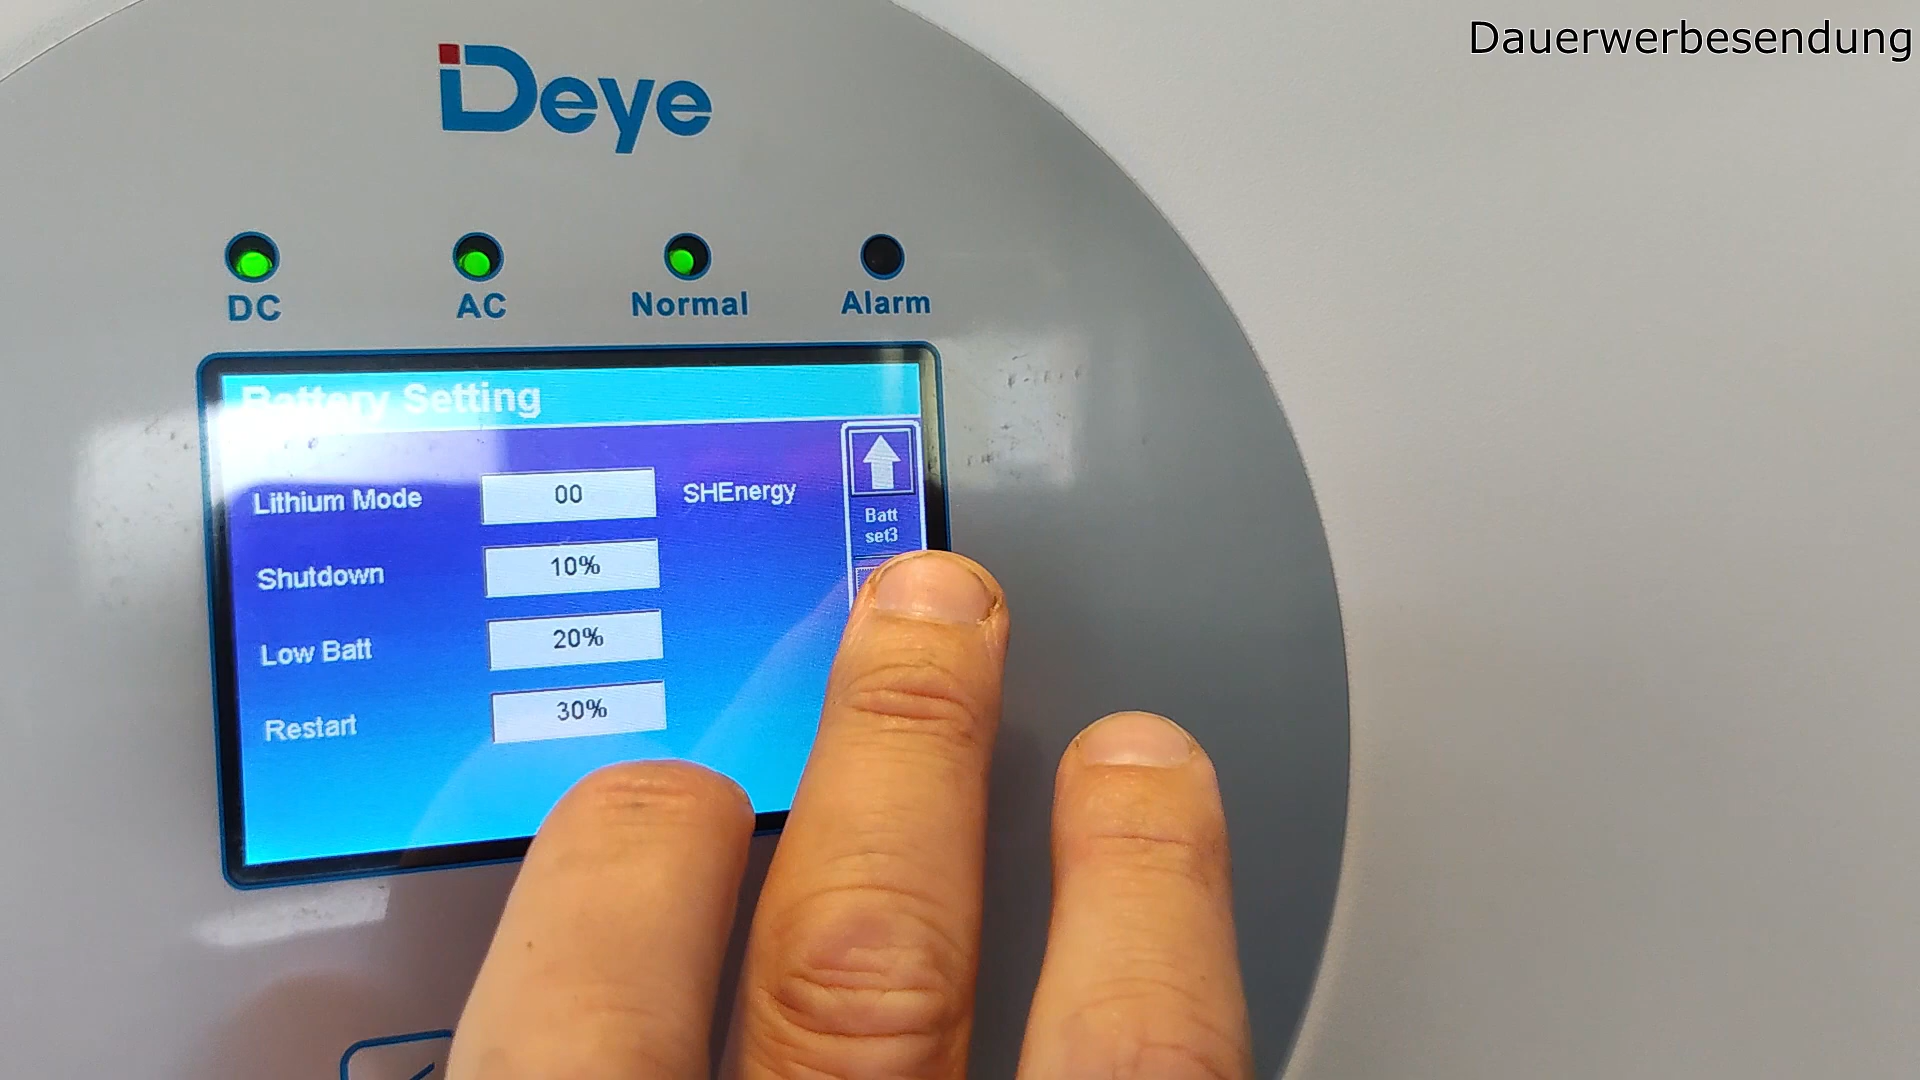 Dauerwerbesendung
Deye
DC AC Normal Alarm
Battery Setting
Lithium Mode 00 SHEnergy
Batt
set3
Shutdown 10%
Low Batt 20%
Restart 30%